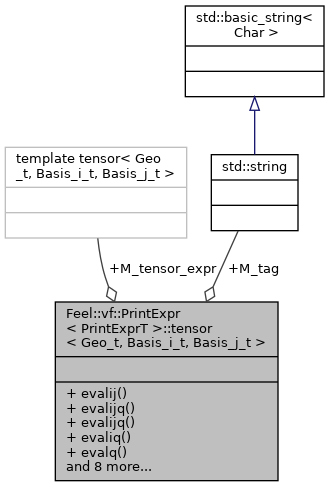 std::basic_string<
Char >
template tensor< Geo
_t, Basis_i_t, Basis_j_t >
std::string
+M_tensor_expr
+M_tag
Feel::vf::PrintExpr
< PrintExprT >::tensor
< Geo_t, Basis_i_t, Basis_j_t >
+ evalij()
+ evalijq()
+ evalijq()
+ evaliq()
+ evalq()
and 8 more...